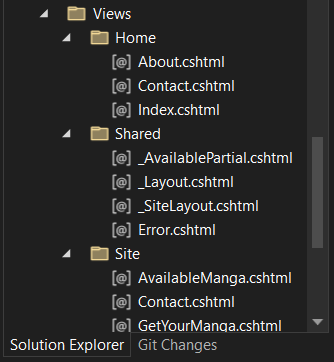 Views
Home
About.cshtml
Contact.cshtml
Index.cshtml
Shared
_AvailablePartial.cshtml
_Layout.cshtml
_SiteLayout.cshtml
Error.cshtml
Site
AvailableManga.cshtml
Contact.cshtml
GetYourManga.cshtml
Solution Explorer Git Changes